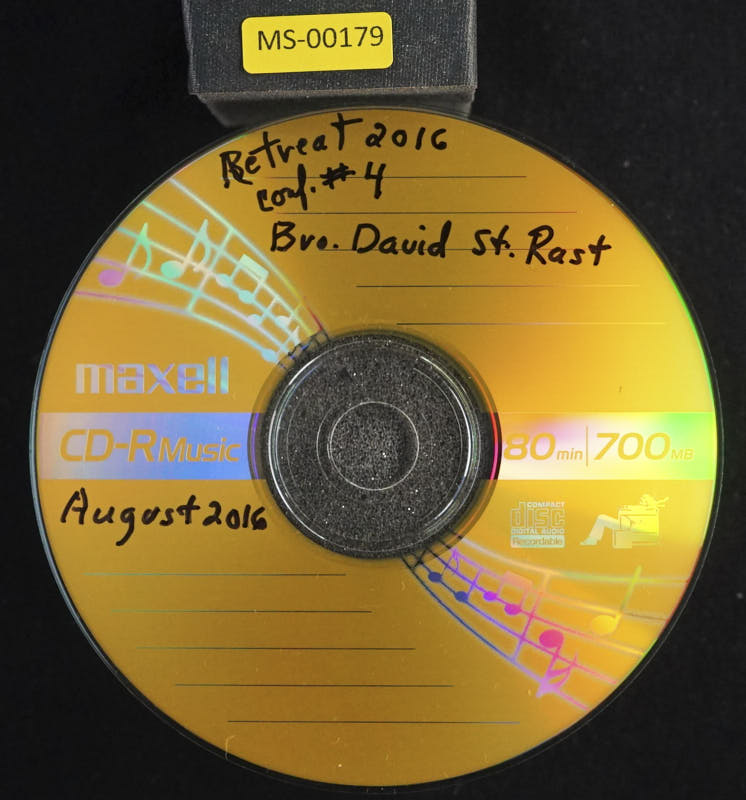 MS-00179
Retreat 2016
conf. #4
Bro. David St. Rast
maxell
CD-R Music
80 min | 700 MB
August 2016
COMPACT
disc
DIGITAL AUDIO
Recordable